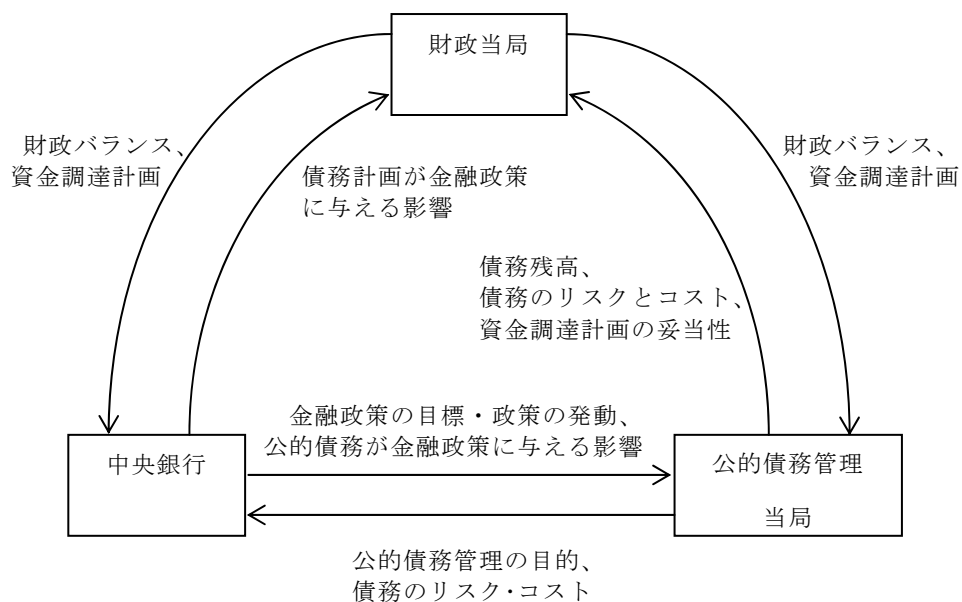 財政当局
財政バランス、
資金調達計画
債務計画が金融政策
に与える影響
財政バランス、
資金調達計画
債務残高、
債務のリスクとコスト、
資金調達計画の妥当性
金融政策の目標・政策の発動、
公的債務が金融政策に与える影響
中央銀行
公的債務管理
当局
公的債務管理の目的、
債務のリスク・コスト